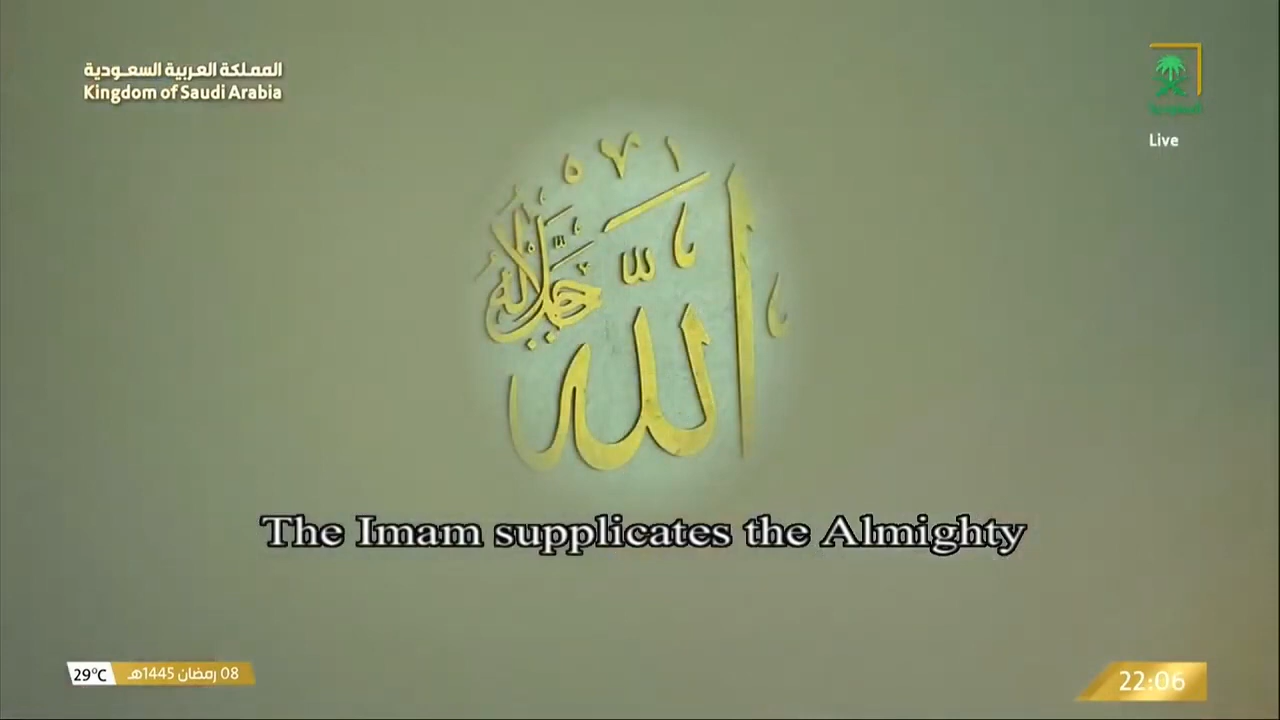 المملكة العربية السعودية
Kingdom of Saudi Arabia
السعودية
Live
الله جل جلاله
The Imam supplicates the Almighty
29°C
08 رمضان 1445هـ
22:06